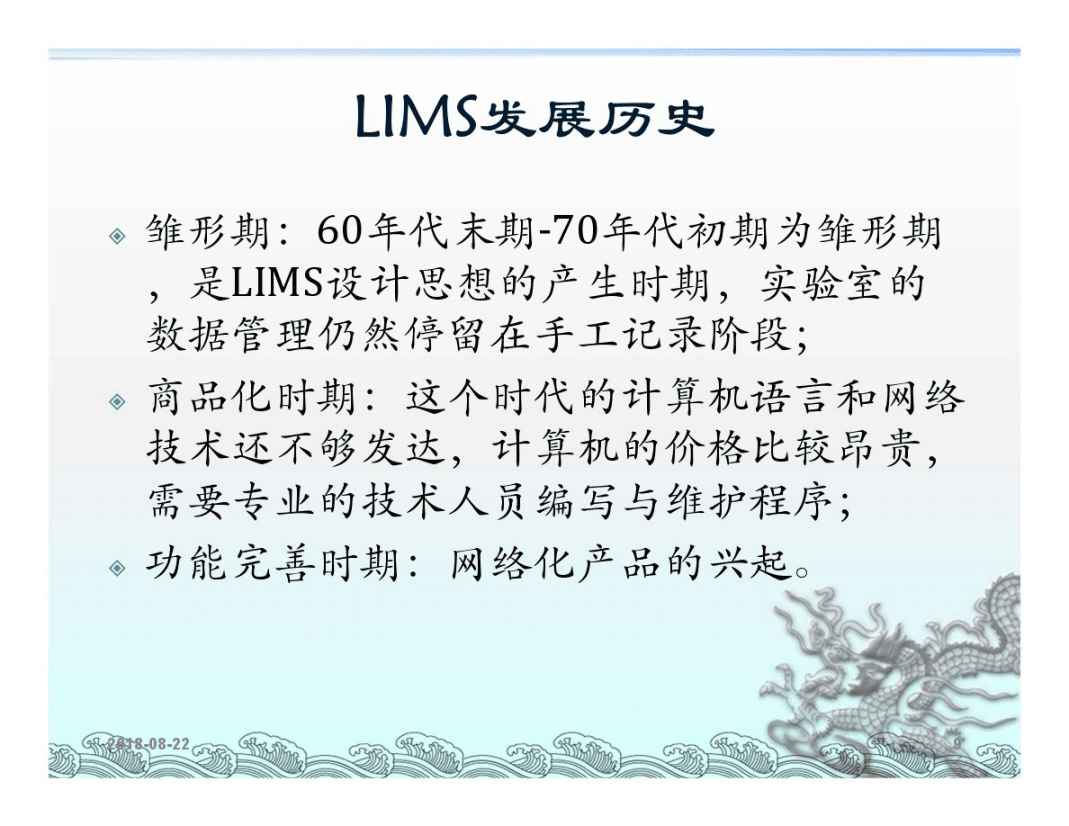 LIMS发展历史
雏形期：60年代末期-70年代初期为雏形期
，是LIMS设计思想的产生时期，实验室的
数据管理仍然停留在手工记录阶段；
商品化时期：这个时代的计算机语言和网络
技术还不够发达，计算机的价格比较昂贵，
需要专业的技术人员编写与维护程序；
功能完善时期：网络化产品的兴起。
2018-08-22
9